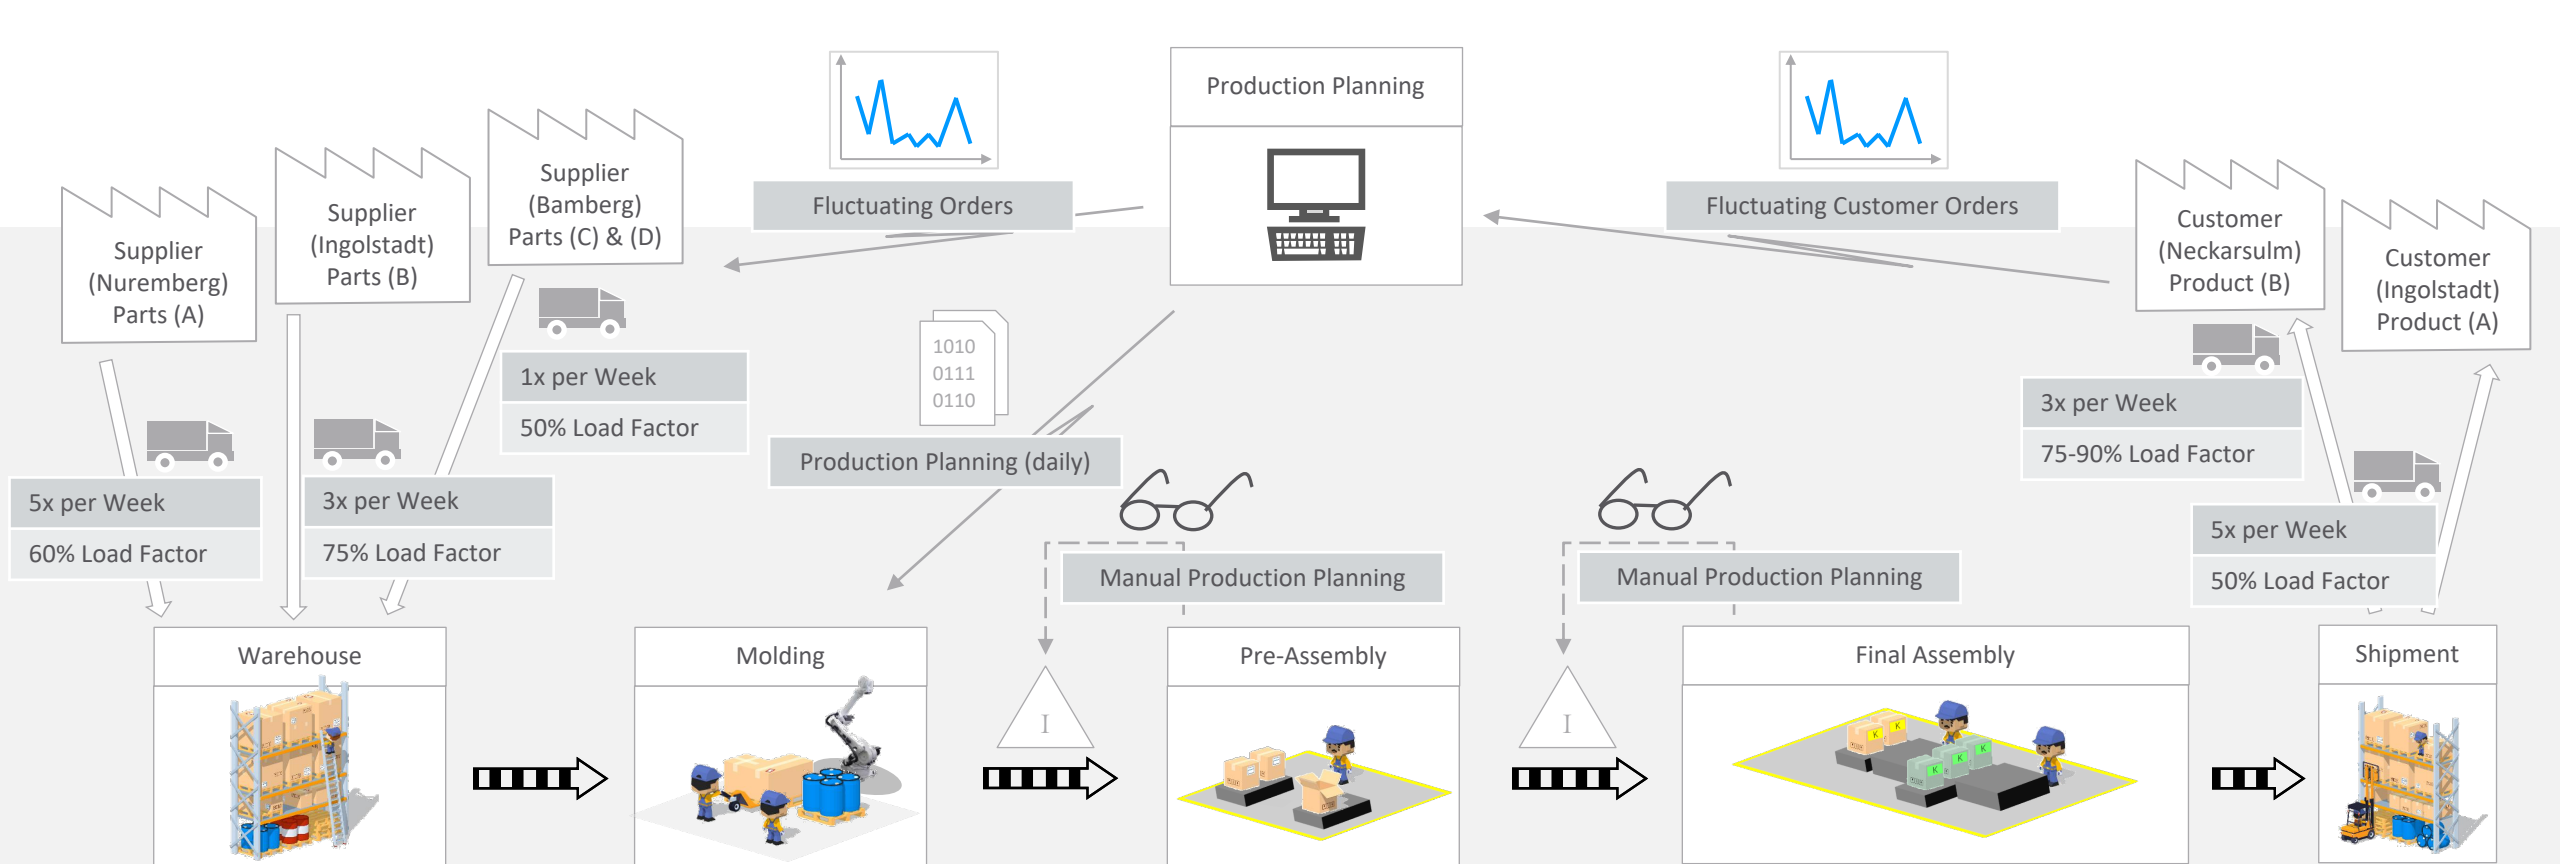 Production Planning
Supplier
(Bamberg)
Parts (C) & (D)
Supplier
(Ingolstadt)
Parts (B)
Supplier
(Nuremberg)
Parts (A)
Fluctuating Orders
Fluctuating Customer Orders
Customer
(Neckarsulm)
Product (B)
Customer
(Ingolstadt)
Product (A)
1x per Week
50% Load Factor
1010
0111
0110
Production Planning (daily)
3x per Week
75-90% Load Factor
5x per Week
60% Load Factor
3x per Week
75% Load Factor
Manual Production Planning
Manual Production Planning
5x per Week
50% Load Factor
Warehouse
Molding
I
Pre-Assembly
I
Final Assembly
Shipment
K
K
K
K
K